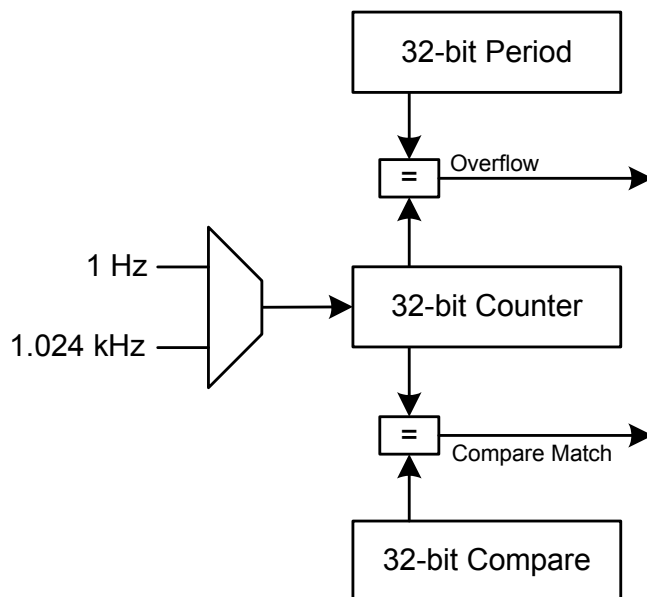 32-bit Period
=
Overflow
1 Hz
32-bit Counter
1.024 kHz
=
Compare Match
32-bit Compare